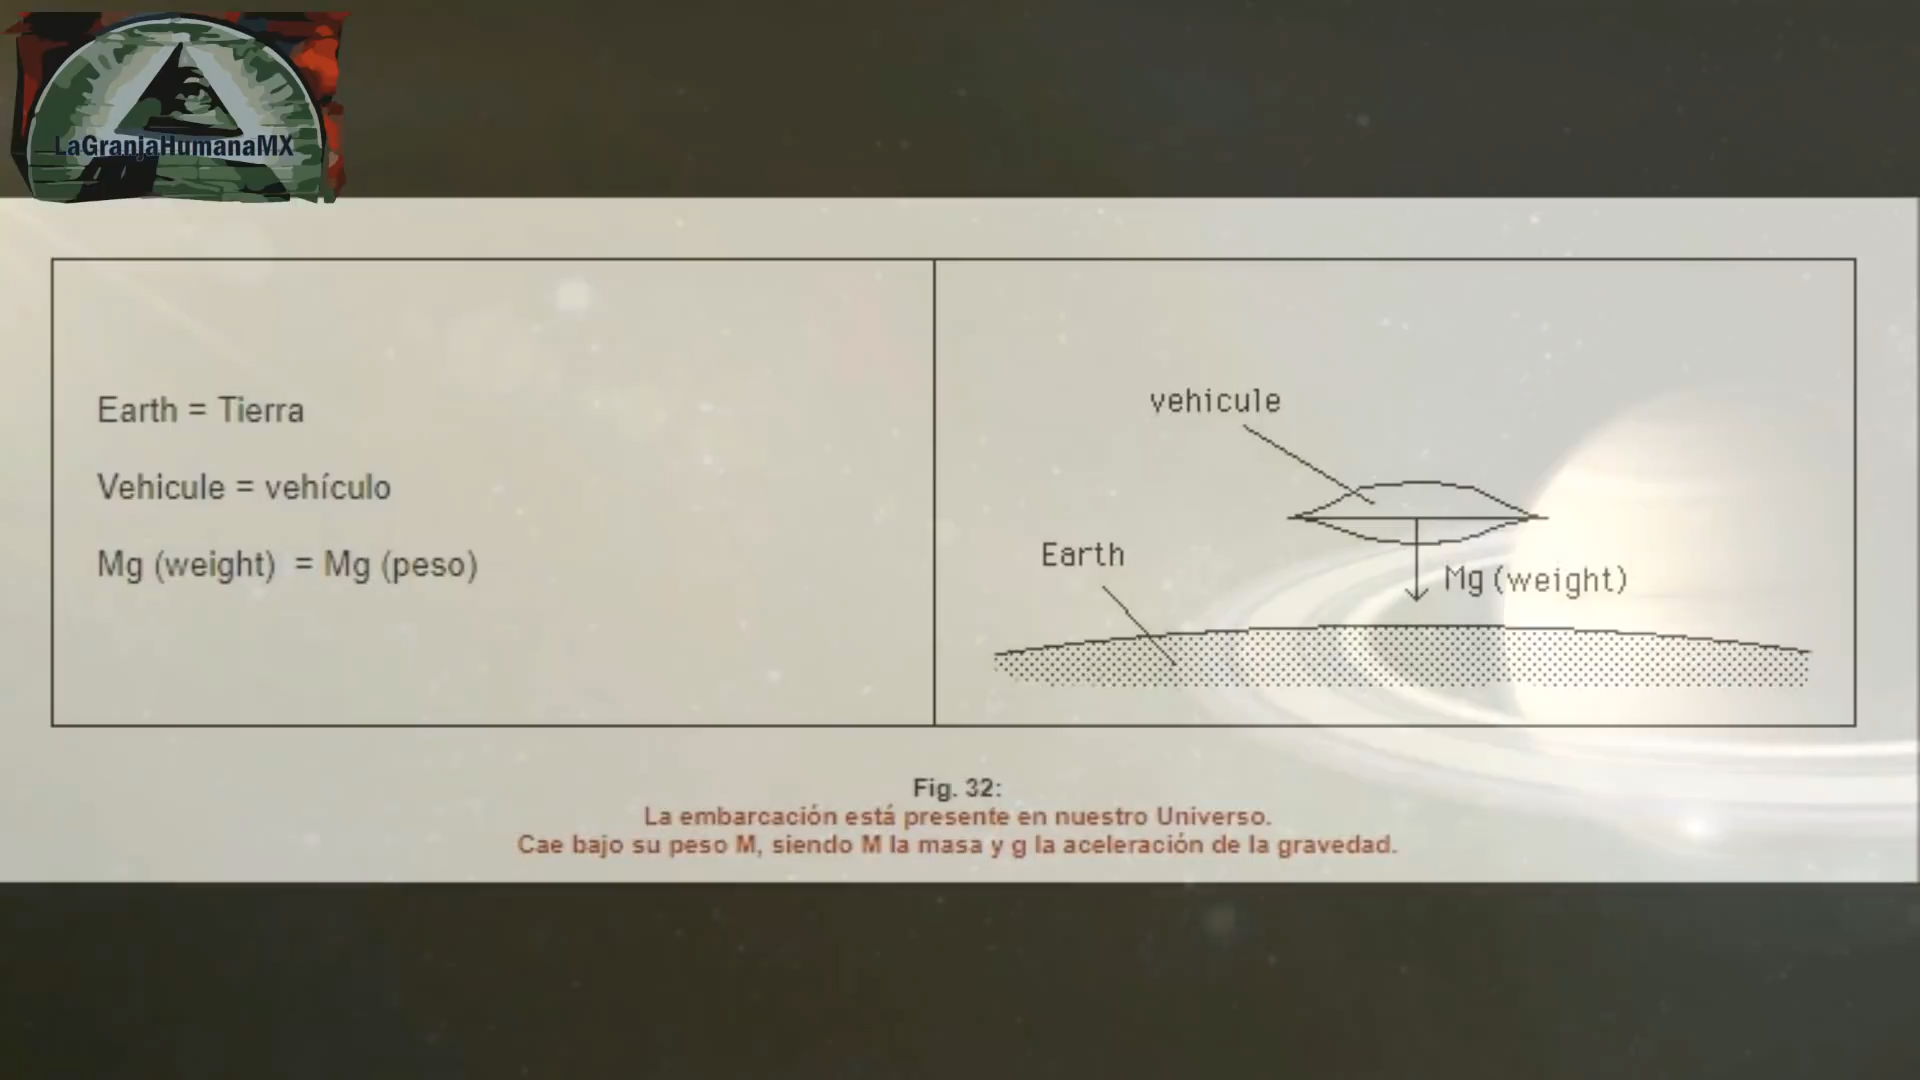 LaGranjaHumanaMX
Earth = Tierra
Vehicule = vehículo
Mg (weight) = Mg (peso)
vehicule
Earth
Mg (weight)
Fig. 32:
La embarcación está presente en nuestro Universo.
Cae bajo su peso M, siendo M la masa y g la aceleración de la gravedad.